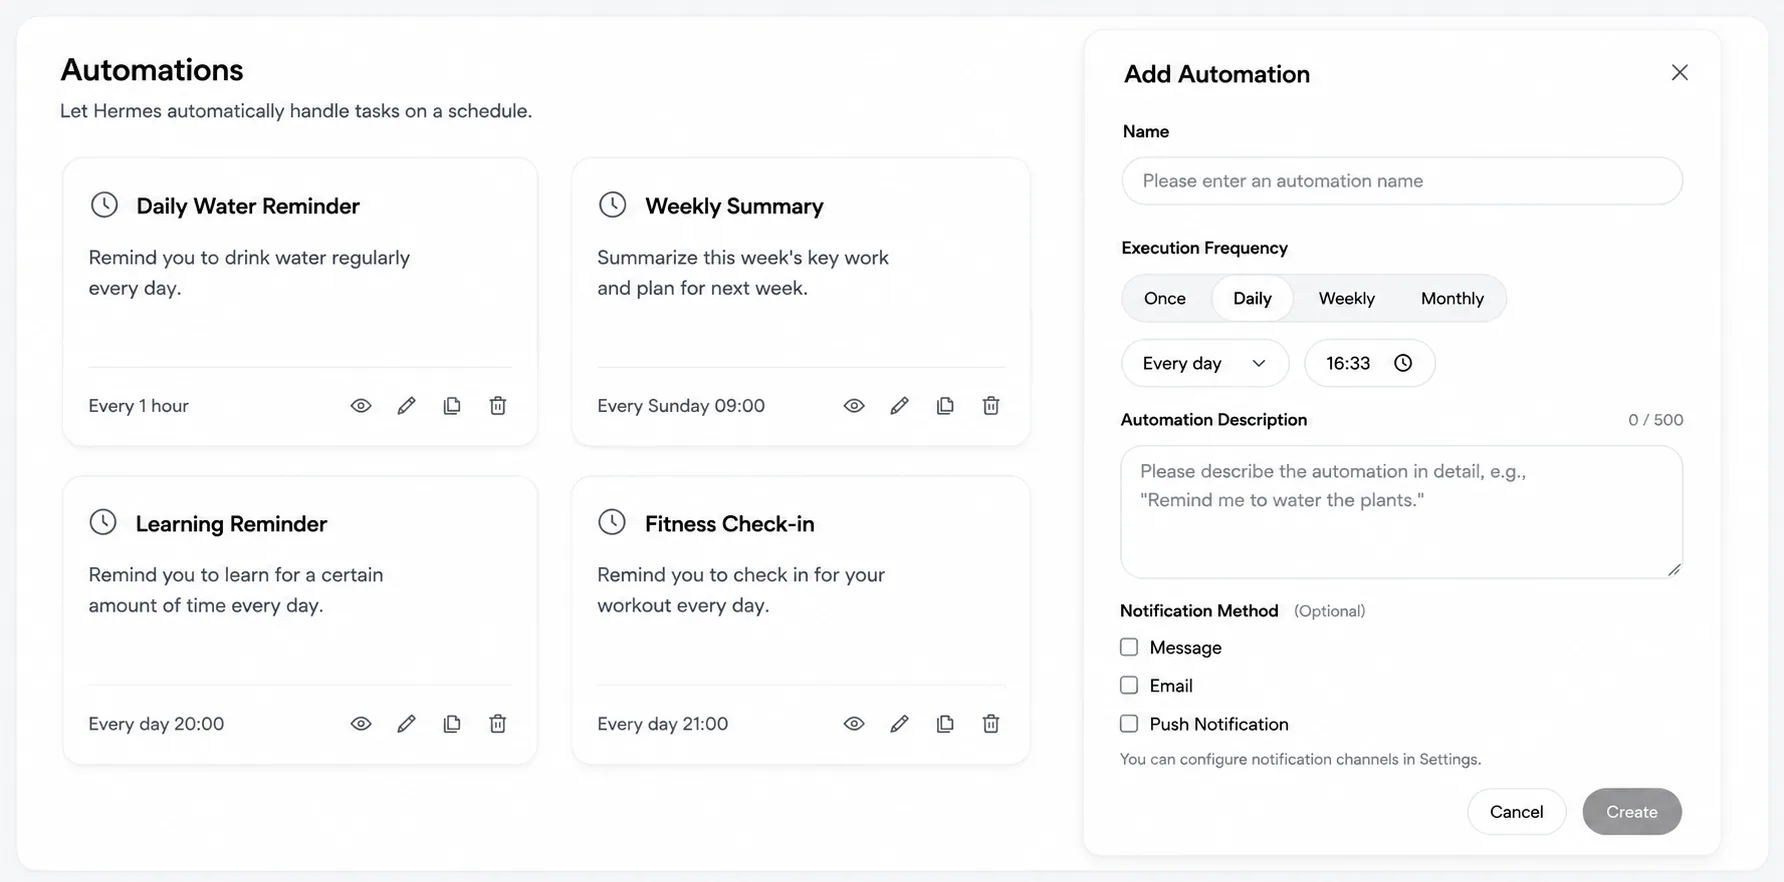 Automations
Let Hermes automatically handle tasks on a schedule.
Daily Water Reminder
Remind you to drink water regularly
every day.
Every 1 hour
Weekly Summary
Summarize this week's key work
and plan for next week.
Every Sunday 09:00
Learning Reminder
Remind you to learn for a certain
amount of time every day.
Every day 20:00
Fitness Check-in
Remind you to check in for your
workout every day.
Every day 21:00
Add Automation
Name
Please enter an automation name
Execution Frequency
Once Daily Weekly Monthly
Every day 16:33
Automation Description 0 / 500
Please describe the automation in detail, e.g.,
"Remind me to water the plants."
Notification Method (Optional)
Message
Email
Push Notification
You can configure notification channels in Settings.
Cancel Create